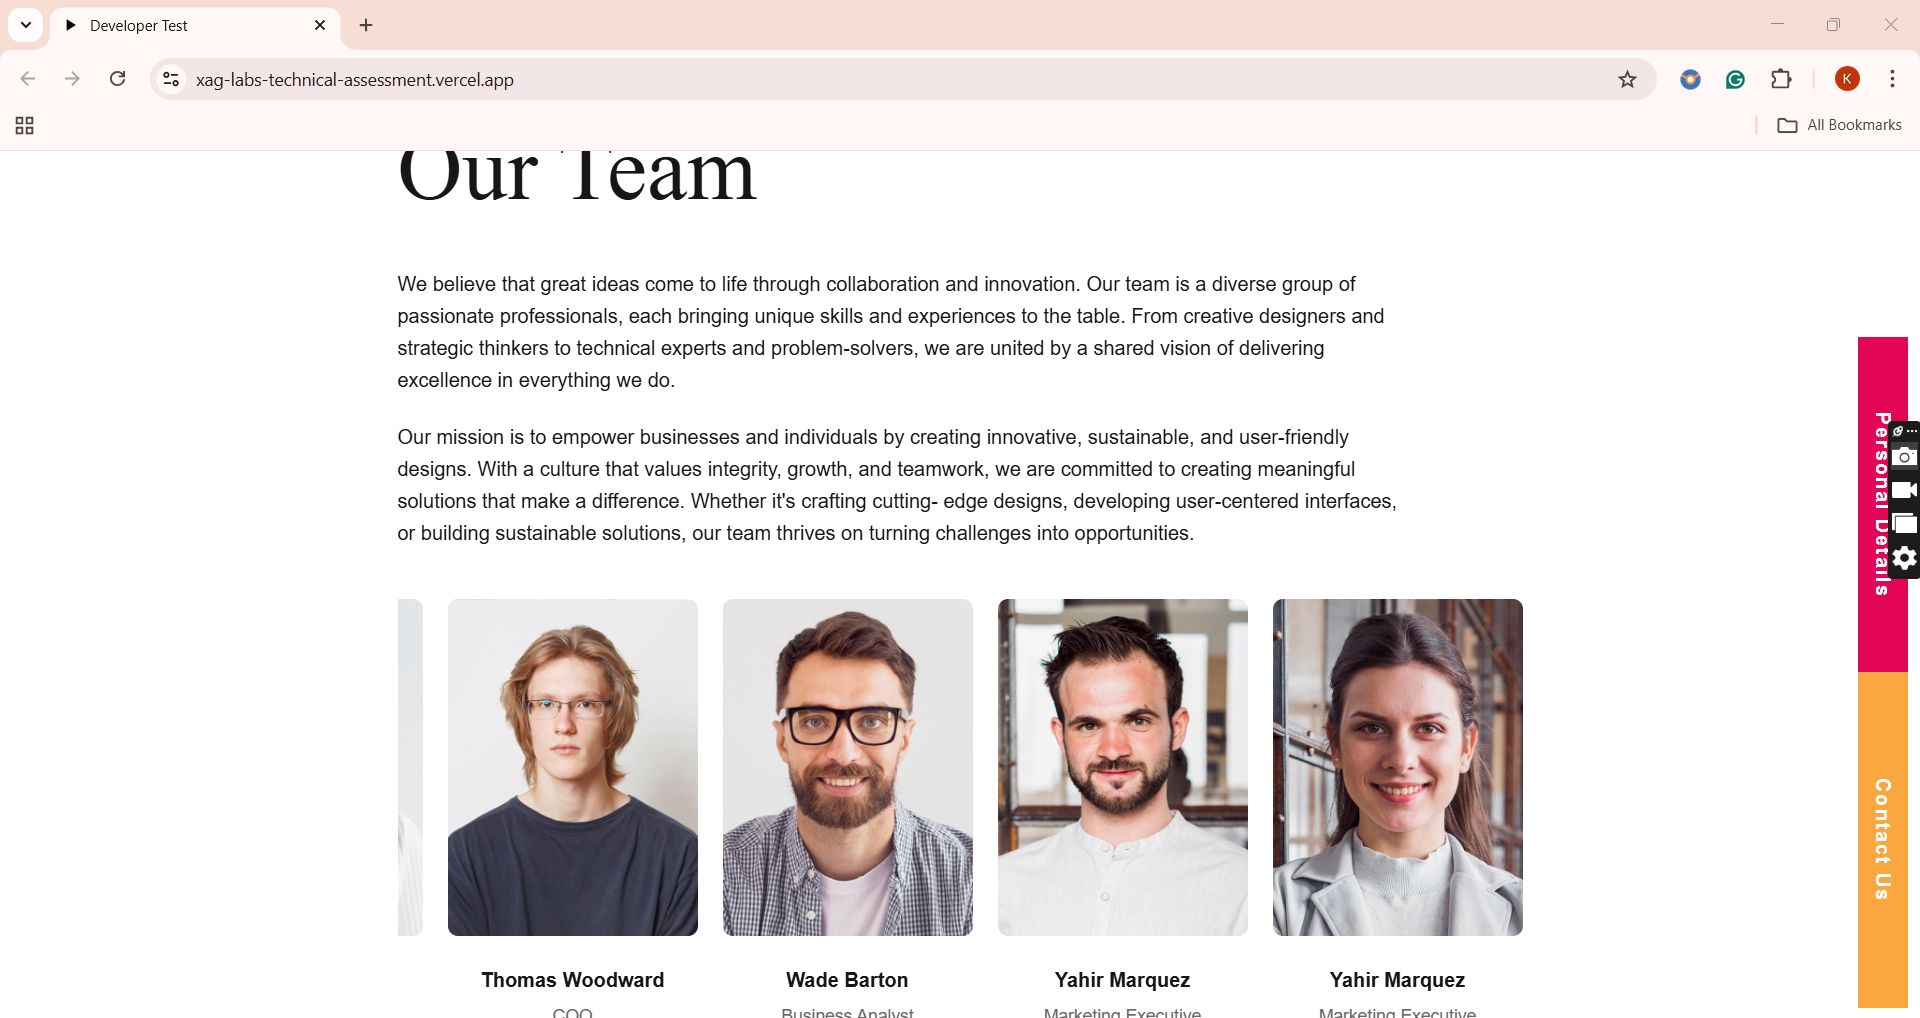 Developer Test
xag-labs-technical-assessment.vercel.app
K
All Bookmarks
Our Team
We believe that great ideas come to life through collaboration and innovation. Our team is a diverse group of
passionate professionals, each bringing unique skills and experiences to the table. From creative designers and
strategic thinkers to technical experts and problem-solvers, we are united by a shared vision of delivering
excellence in everything we do.
Our mission is to empower businesses and individuals by creating innovative, sustainable, and user-friendly
designs. With a culture that values integrity, growth, and teamwork, we are committed to creating meaningful
solutions that make a difference. Whether it's crafting cutting- edge designs, developing user-centered interfaces,
or building sustainable solutions, our team thrives on turning challenges into opportunities.
Personal Details
Contact Us
Thomas Woodward
COO
Wade Barton
Business Analyst
Yahir Marquez
Marketing Executive
Yahir Marquez
Marketing Executive